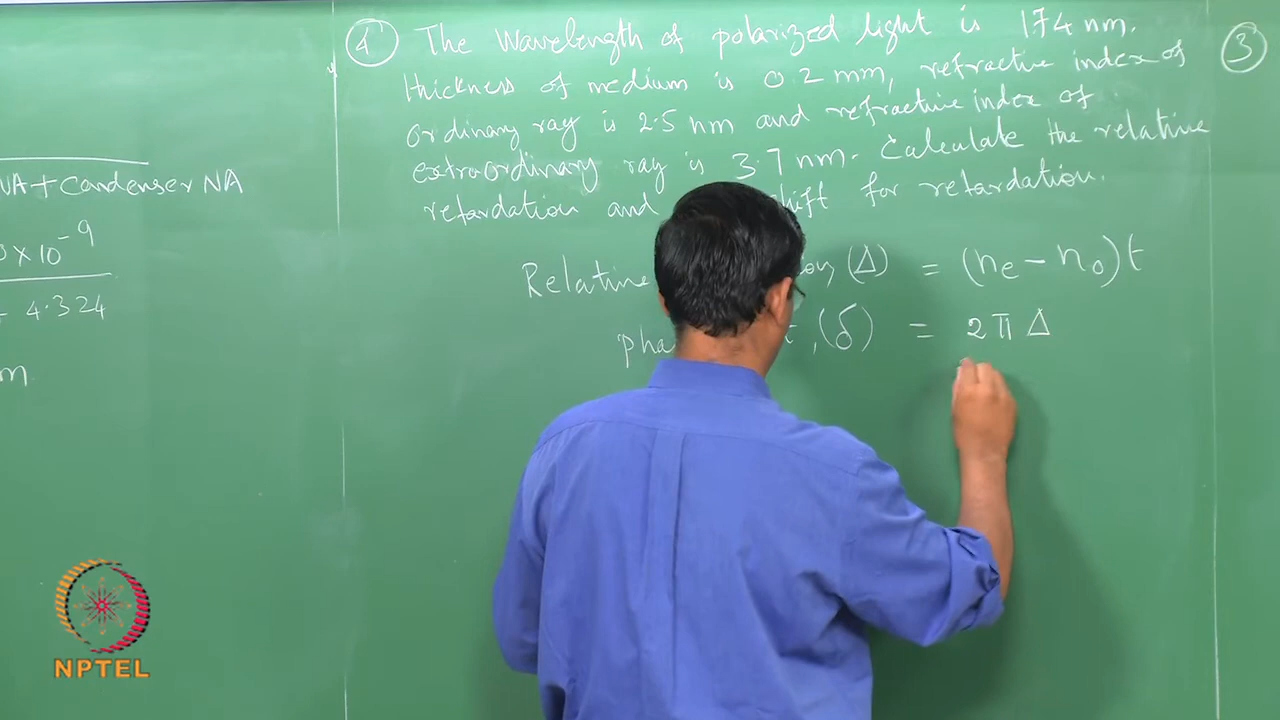 4 The wavelength of polarized light is 174 nm.
thickness of medium is 0.2 mm, refractive index of
ordinary ray is 2.5 nm and refractive index of
extraordinary ray is 3.7 nm. Calculate the relative
retardation and shift for retardation.
Relative (Δ) = (ne - no)t
(δ) = 2π Δ
NA + Condenser NA
× 10-9
4.324
m
3
NPTEL